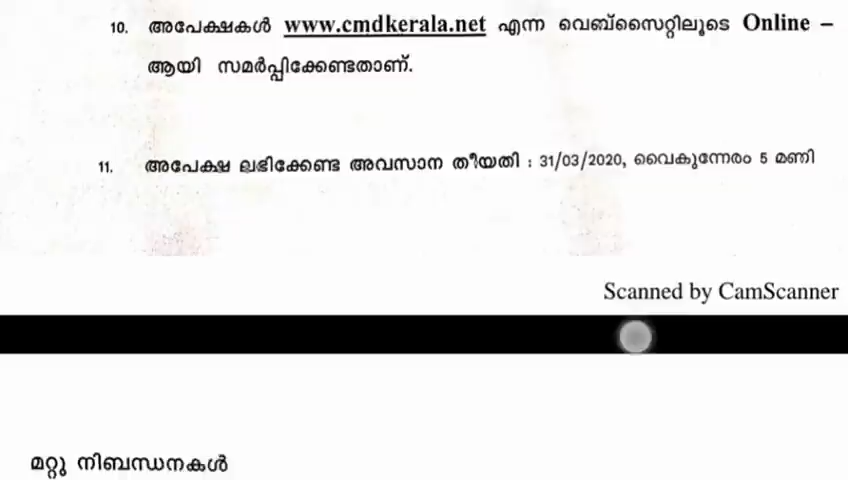 10. അപേക്ഷകൾ www.cmdkerala.net എന്ന വെബ്സൈറ്റിലൂടെ Online –
ആയി സമർപ്പിക്കേണ്ടതാണ്.
11. അപേക്ഷ ലഭിക്കേണ്ട അവസാന തീയതി : 31/03/2020, വൈകുന്നേരം 5 മണി
Scanned by CamScanner
മറ്റു നിബന്ധനകൾ